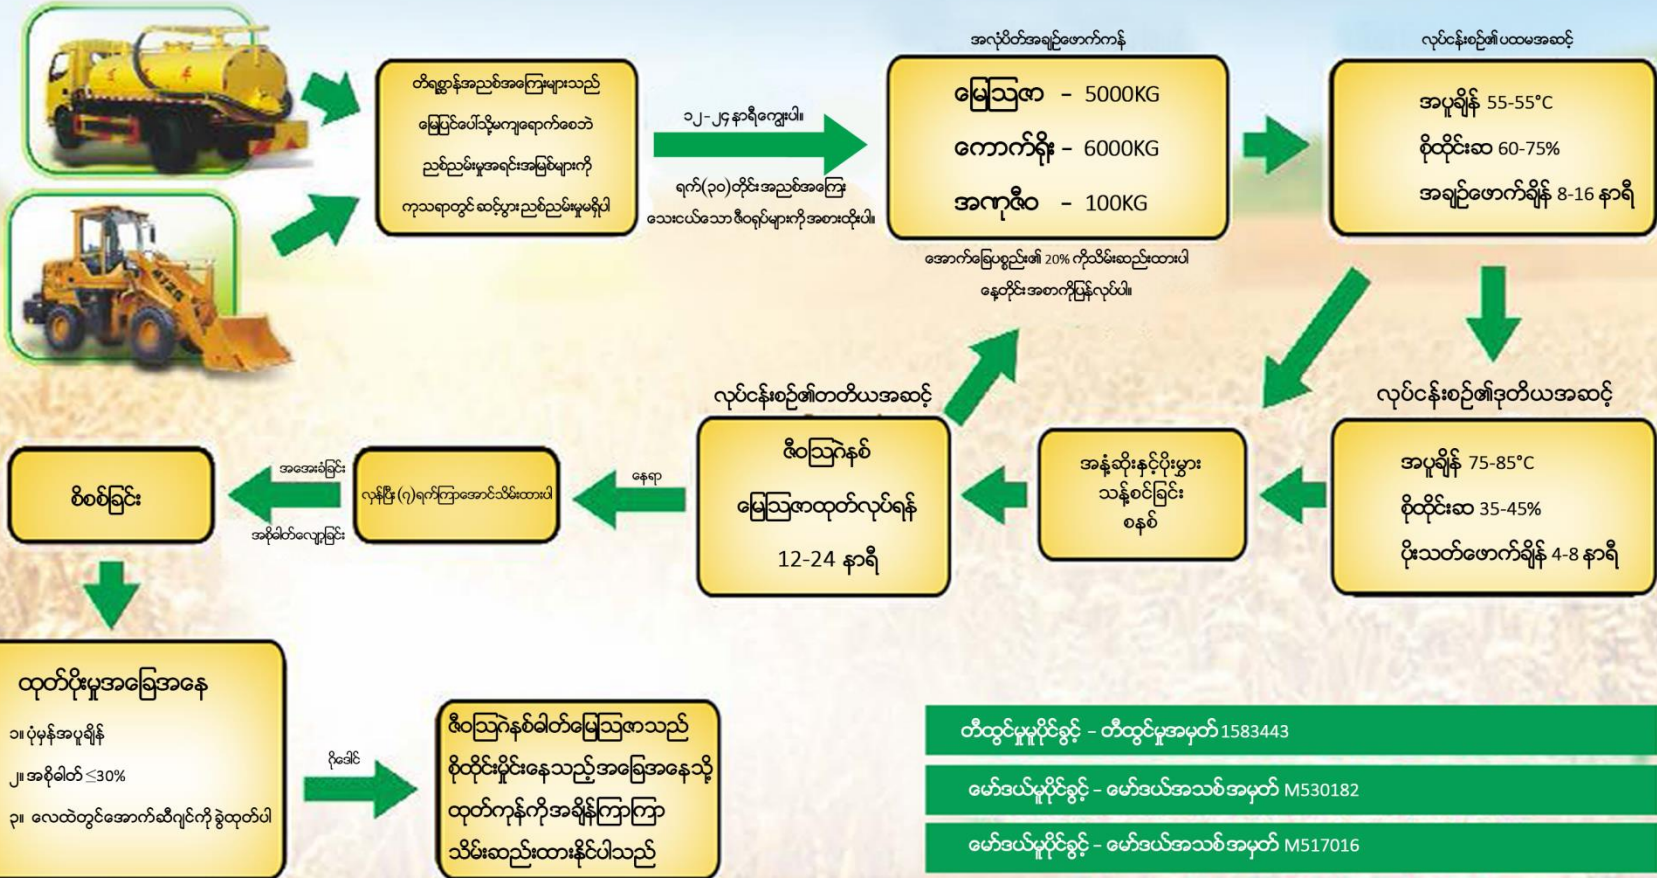 တိရစ္ဆာန်အညစ်အကြေးများသည်
မြေပြင်ပေါ်သို့မကျရောက်စေဘဲ
ညစ်ညမ်းမှုအရင်းအမြစ်များကို
ကုသရာတွင် ဆင့်ပွား ညစ်ညမ်းမှုမရှိပါ
၁၂-၂၄ နာရီကျွေးပါ။
ရက်(၃၀)တိုင်း အညစ်အကြေး
သေးငယ်သော ဇီဝရုပ်များကို အစားထိုးပါ။
အလုံပိတ်အချဉ်ဖောက်ကန်
မြေဩဇာ - 5000KG
ကောက်ရိုး - 6000KG
အဏုဇီဝ - 100KG
အောက်ခြေပစ္စည်း၏ 20% ကိုသိမ်းဆည်းထားပါ
နေ့တိုင်း အစာကိုပြန်လုပ်ပါ။
လုပ်ငန်းစဉ်၏ ပထမအဆင့်
အပူချိန် 55-55°C
စိုထိုင်းဆ 60-75%
အချဉ်ဖောက်ချိန် 8-16 နာရီ
လုပ်ငန်းစဉ်၏ဒုတိယအဆင့်
အပူချိန် 75-85°C
စိုထိုင်းဆ 35-45%
ပိုးသတ်ဖောက်ချိန် 4-8 နာရီ
အနံ့ဆိုးနှင့်ပိုးမွှား
သန့်စင်ခြင်း
စနစ်
လုပ်ငန်းစဉ်၏တတိယအဆင့်
ဇီဝဩဂဲနစ်
မြေဩဇာထုတ်လုပ်ရန်
12-24 နာရီ
နေရာ
လှန်ပြီး (၇)ရက်ကြာအောင်သိမ်းထားပါ
အအေးခံခြင်း
အစိုဓါတ်လျော့ခြင်း
စိစစ်ခြင်း
ထုတ်ပိုးမှုအခြေအနေ
၁။ ပုံမှန်အပူချိန်
၂။ အစိုဓါတ် ≤30%
၃။ လေထဲတွင်အောက်ဆီဂျင်ကို ခွဲထုတ်ပါ
ဂိုဒေါင်
ဇီဝဩဂဲနစ်ဓါတ်မြေဩဇာသည်
စိုထိုင်းမှိုင်းနေသည့်အခြေအနေသို့
ထုတ်ကုန်ကိုအချိန်ကြာကြာ
သိမ်းဆည်းထားနိုင်ပါသည်
တီထွင်မှုမူပိုင်ခွင့် - တီထွင်မှုအမှတ် 1583443
မော်ဒယ်မူပိုင်ခွင့် - မော်ဒယ်အသစ် အမှတ် M530182
မော်ဒယ်မူပိုင်ခွင့် - မော်ဒယ်အသစ် အမှတ် M517016